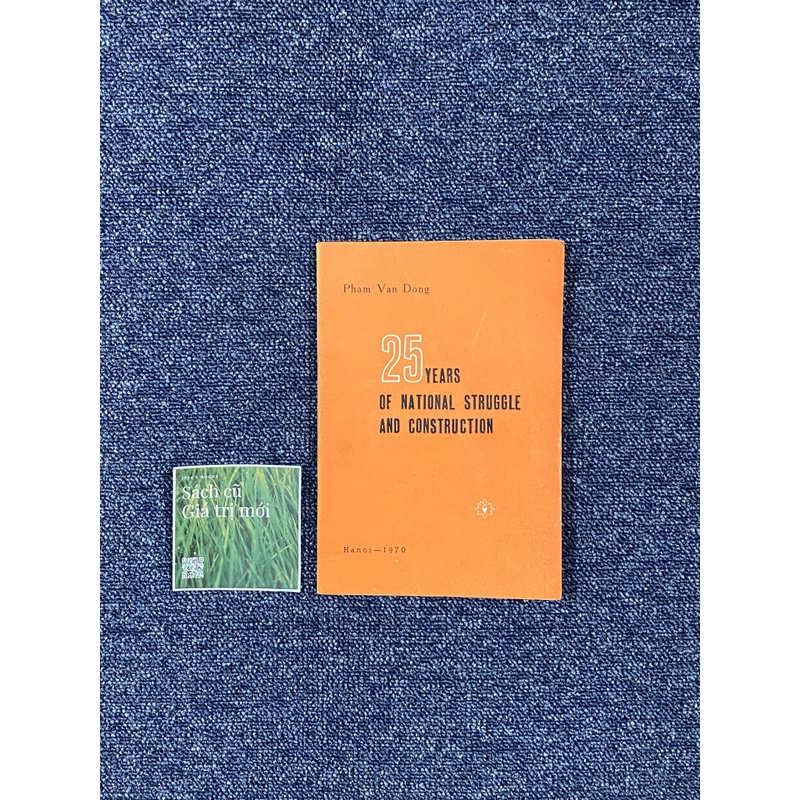 Pham Van Dong
25 YEARS
OF NATIONAL STRUGGLE
AND CONSTRUCTION
Hanoi — 1970
Sách cũ
Giá trị mới